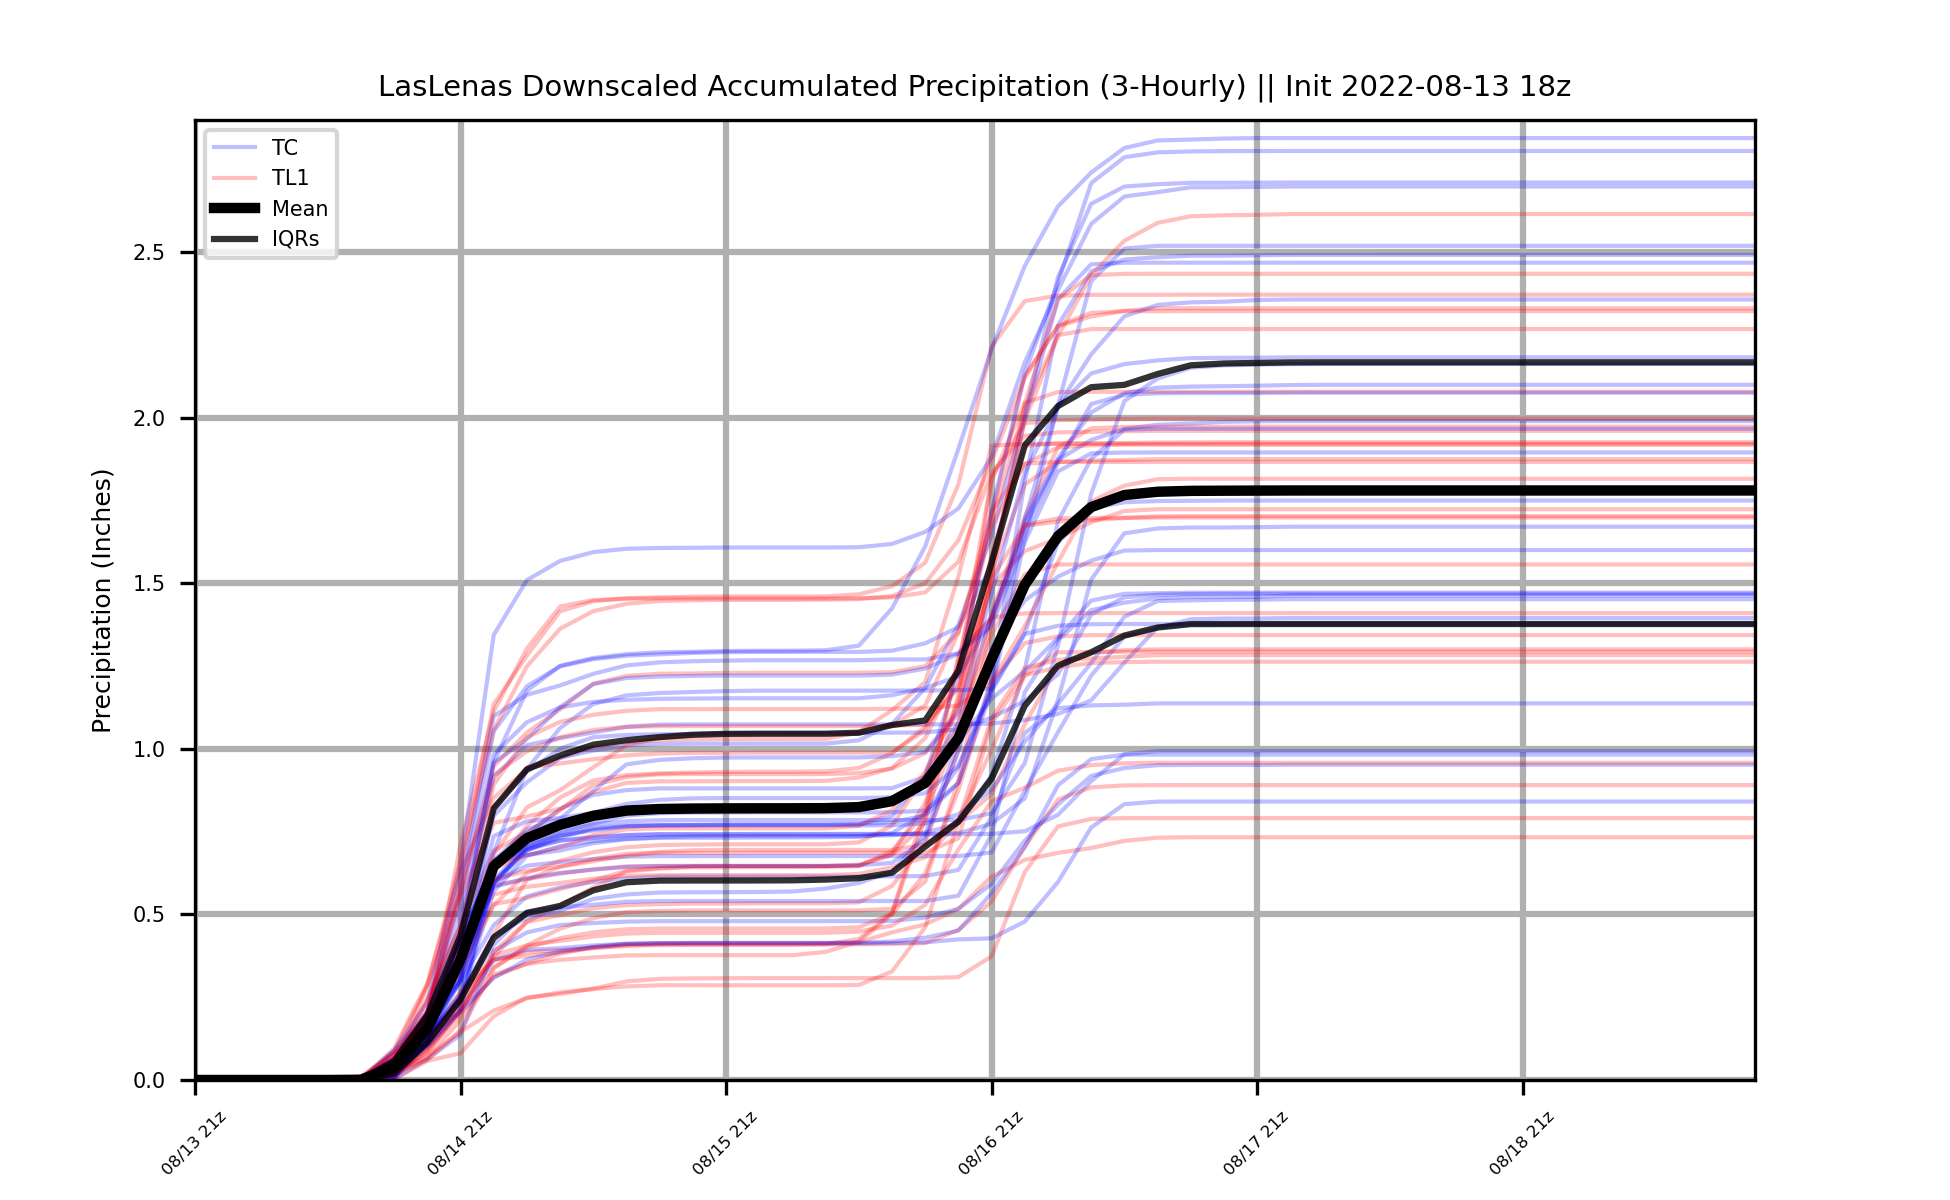 LasLenas Downscaled Accumulated Precipitation (3-Hourly) || Init 2022-08-13 18z
TC
TL1
Mean
IQRs
Precipitation (Inches)
2.5
2.0
1.5
1.0
0.5
0.0
08/13 21z
08/14 21z
08/15 21z
08/16 21z
08/17 21z
08/18 21z